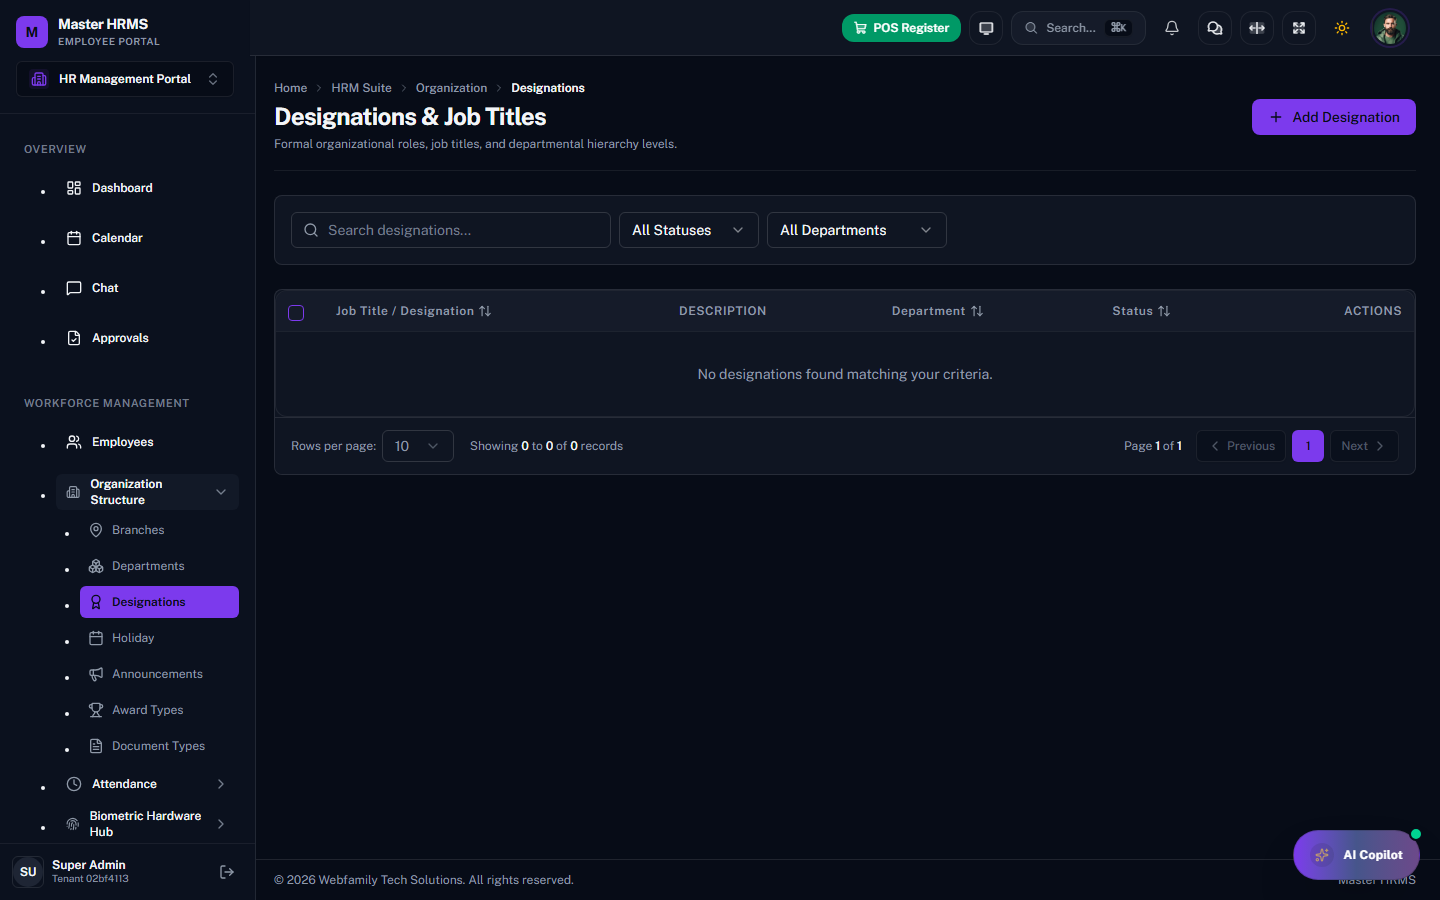 M
Master HRMS
EMPLOYEE PORTAL
HR Management Portal
OVERVIEW
Dashboard
Calendar
Chat
Approvals
WORKFORCE MANAGEMENT
Employees
Organization
Structure
Branches
Departments
Designations
Holiday
Announcements
Award Types
Document Types
Attendance
Biometric Hardware
Hub
SU
Super Admin
Tenant 02bf4113
POS Register
Search... ⌘K
Home > HRM Suite > Organization > Designations
Designations & Job Titles
Formal organizational roles, job titles, and departmental hierarchy levels.
+ Add Designation
Search designations...
All Statuses
All Departments
Job Title / Designation DESCRIPTION Department Status ACTIONS
No designations found matching your criteria.
Rows per page: 10 Showing 0 to 0 of 0 records Page 1 of 1 Previous 1 Next
AI Copilot
© 2026 Webfamily Tech Solutions. All rights reserved.
Master HRMS